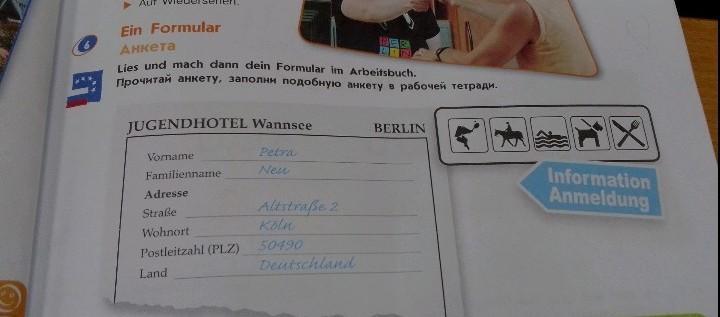 ▶ Auf Wiedersehen.
6
Ein Formular
Анкета
Lies und mach dann dein Formular im Arbeitsbuch.
Прочитай анкету, заполни подобную анкету в рабочей тетради.
JUGENDHOTEL Wannsee BERLIN
Vorname Petra
Familienname Neu
Adresse
Straße Altstraße 2
Wohnort Köln
Postleitzahl (PLZ) 50490
Land Deutschland
Information
Anmeldung